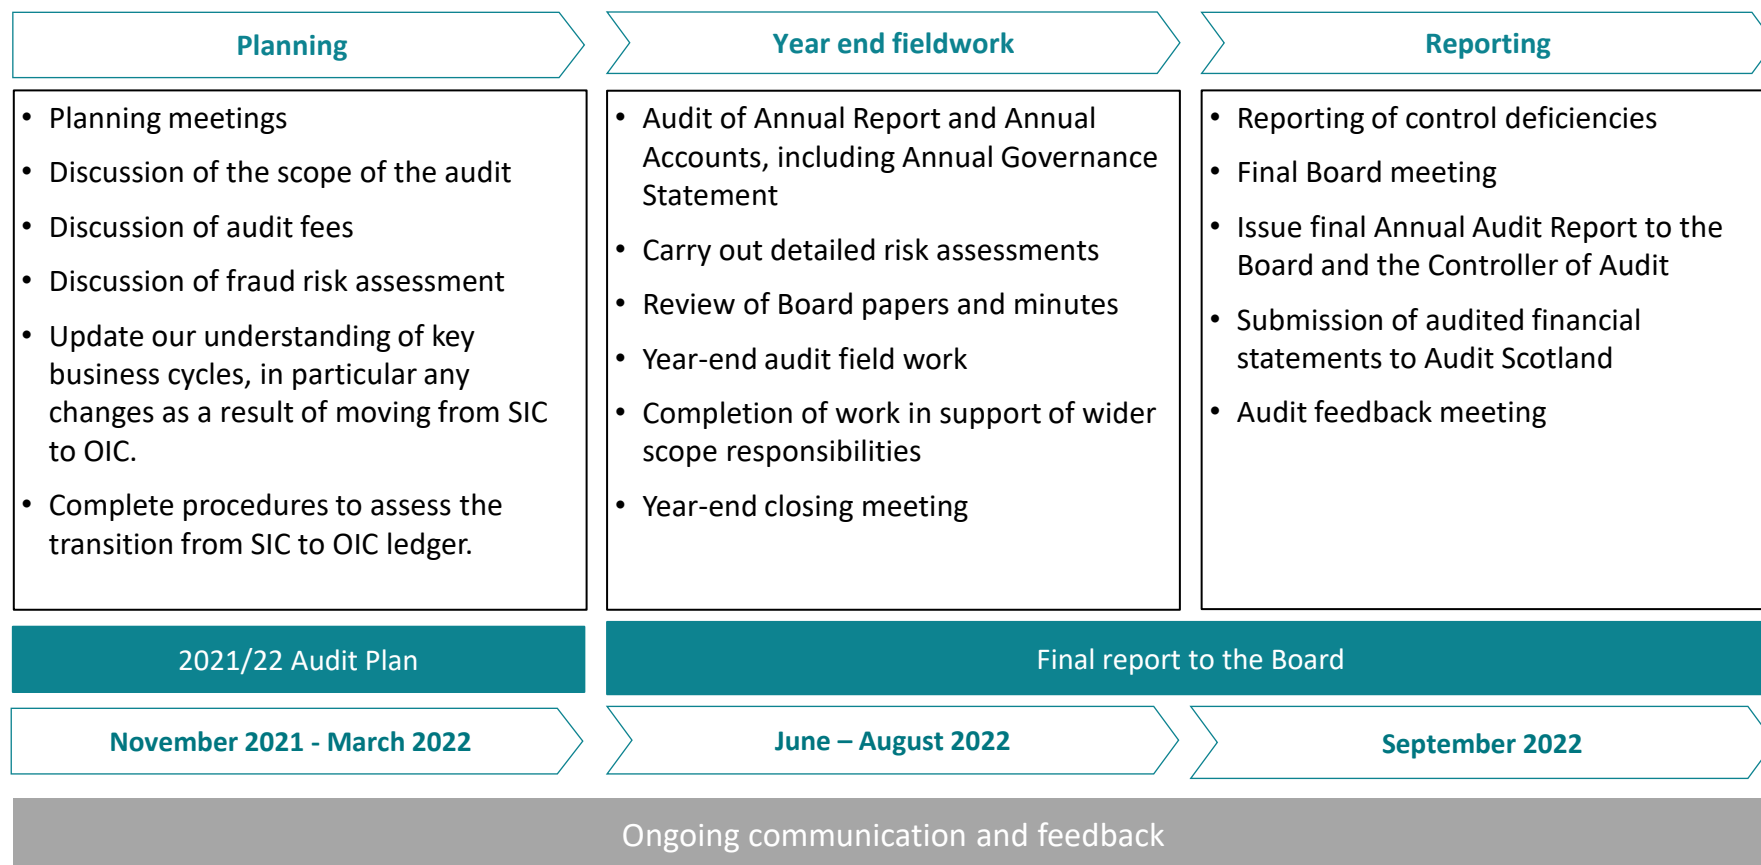 Planning
Year end fieldwork
Reporting
• Planning meetings
• Discussion of the scope of the audit
• Discussion of audit fees
• Discussion of fraud risk assessment
• Update our understanding of key
business cycles, in particular any
changes as a result of moving from SIC
to OIC.
• Complete procedures to assess the
transition from SIC to OIC ledger.
• Audit of Annual Report and Annual
Accounts, including Annual Governance
Statement
• Carry out detailed risk assessments
• Review of Board papers and minutes
• Year-end audit field work
• Completion of work in support of wider
scope responsibilities
• Year-end closing meeting
• Reporting of control deficiencies
• Final Board meeting
• Issue final Annual Audit Report to the
Board and the Controller of Audit
• Submission of audited financial
statements to Audit Scotland
• Audit feedback meeting
2021/22 Audit Plan
Final report to the Board
November 2021 - March 2022
June – August 2022
September 2022
Ongoing communication and feedback